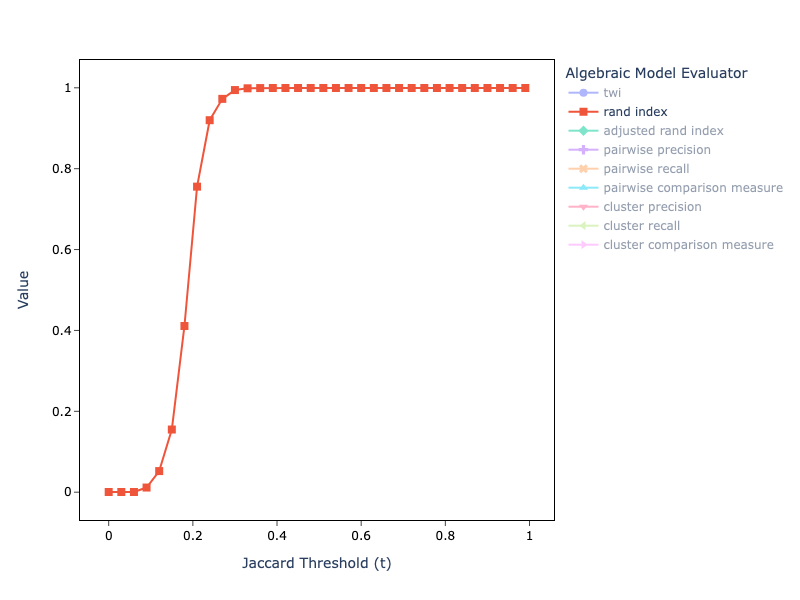 Algebraic Model Evaluator
twi
rand index
adjusted rand index
pairwise precision
pairwise recall
pairwise comparison measure
cluster precision
cluster recall
cluster comparison measure
1
0.8
0.6
0.4
0.2
0
Value
0
0.2
0.4
0.6
0.8
1
Jaccard Threshold (t)